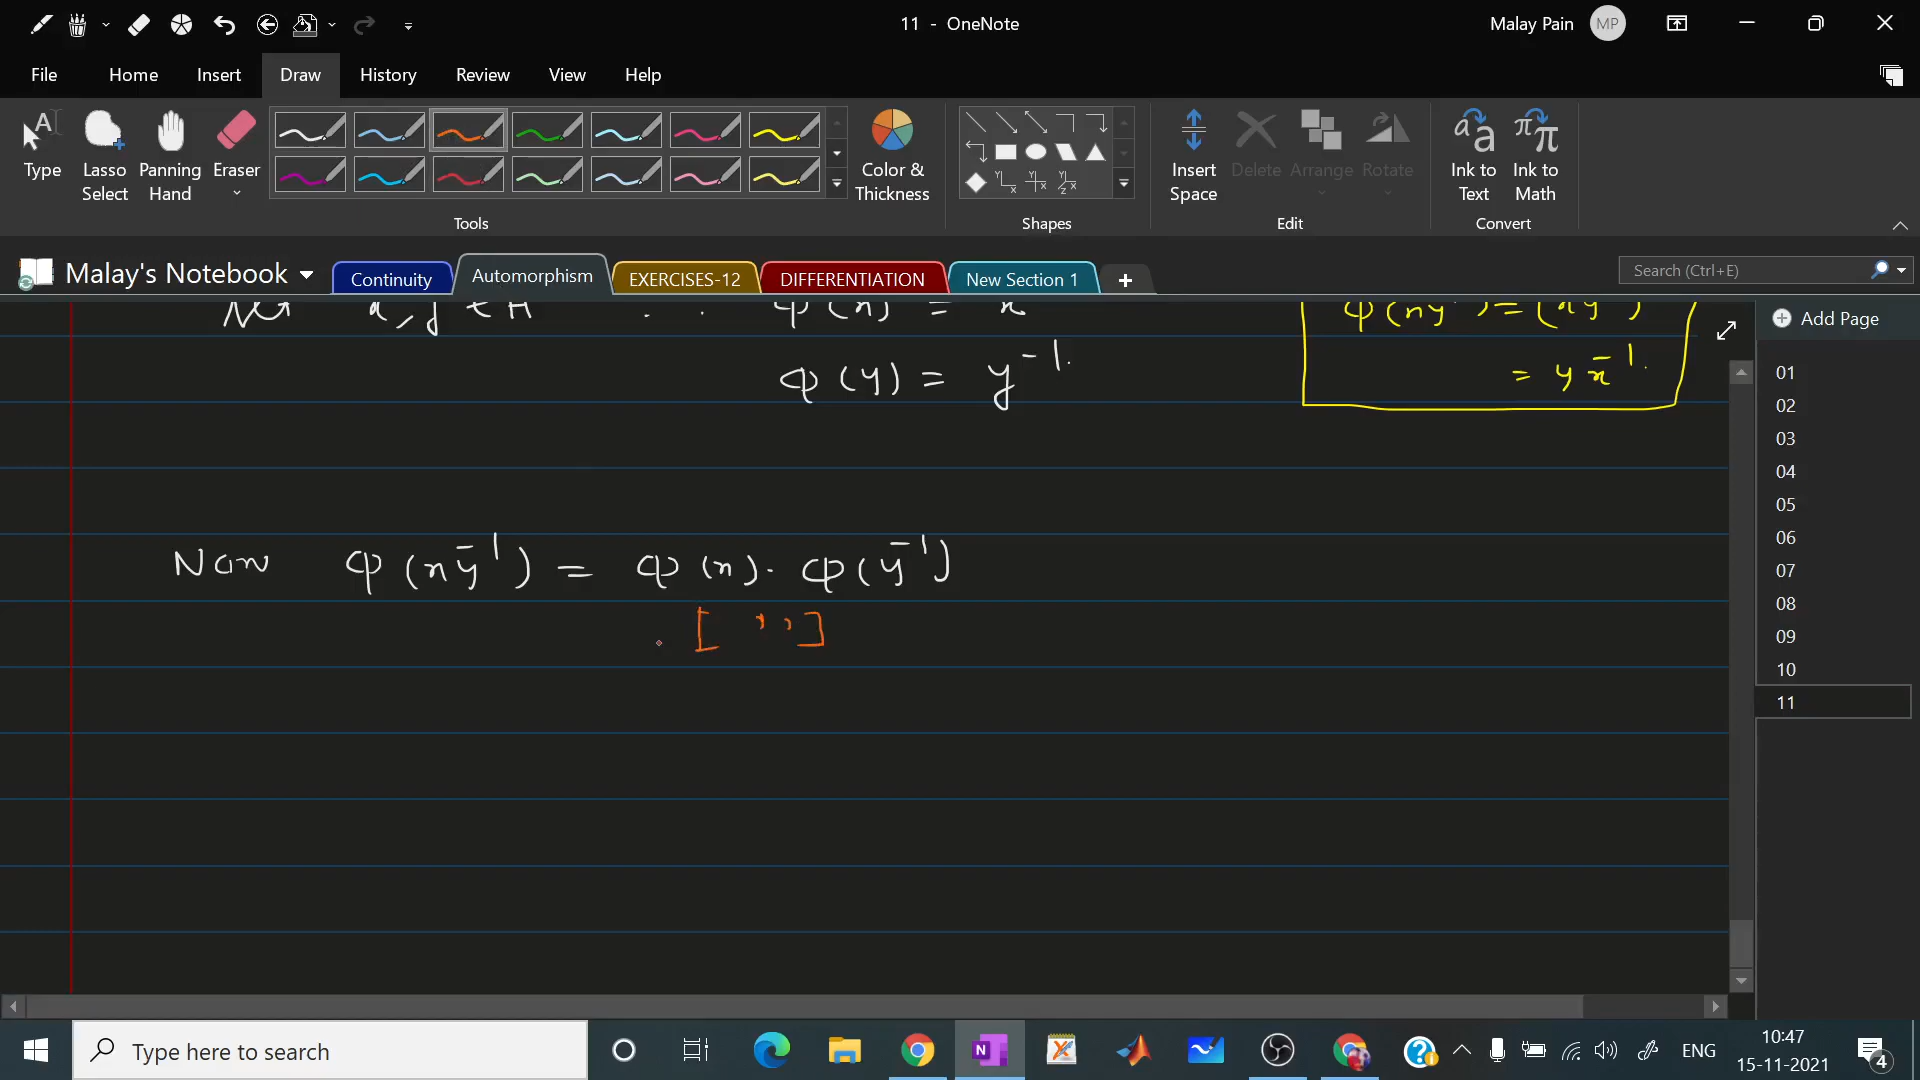 11 - OneNote
Malay Pain MP
File Home Insert Draw History Review View Help
Type
Lasso Select
Panning Hand
Eraser
Color & Thickness
Insert Space
Delete
Arrange
Rotate
Ink to Text
Ink to Math
Tools
Shapes
Edit
Convert
Malay's Notebook
Continuity
Automorphism
EXERCISES-12
DIFFERENTIATION
New Section 1
+
Search (Ctrl+E)
Add Page
01
02
03
04
05
06
07
08
09
10
11
φ(y) = y⁻¹.
= y x⁻¹.
Now φ(xy⁻¹) = φ(x)· φ(y⁻¹)
Type here to search
ENG
10:47
15-11-2021
4